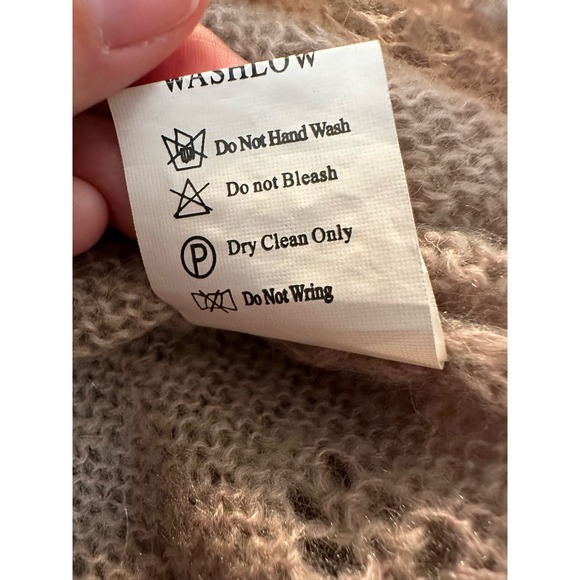 WASHLOW
Do Not Hand Wash
Do not Bleash
P Dry Clean Only
Do Not Wring